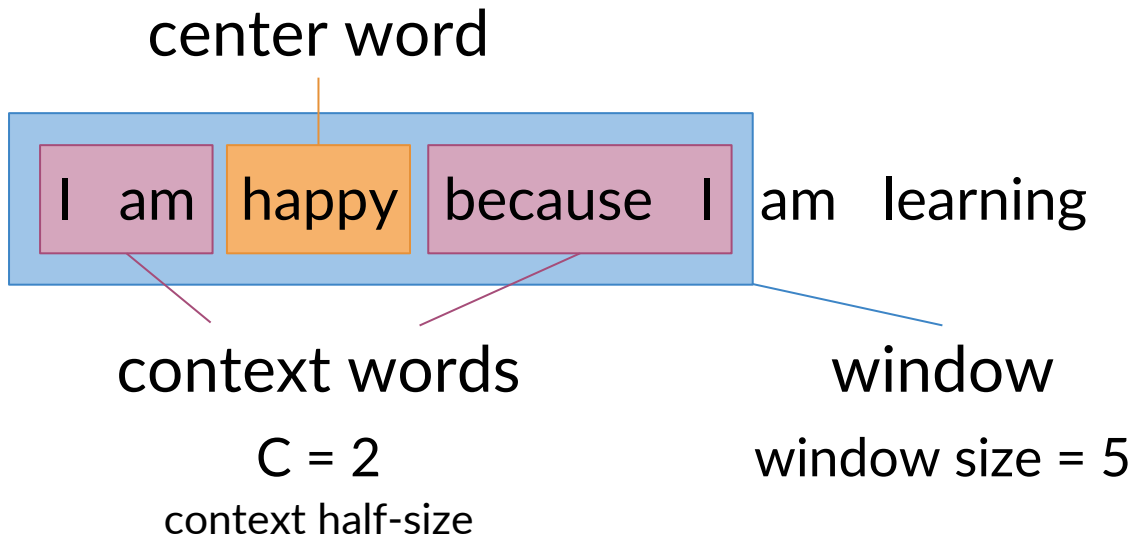 center word
I am happy because I am learning
context words window
C = 2 window size = 5
context half-size